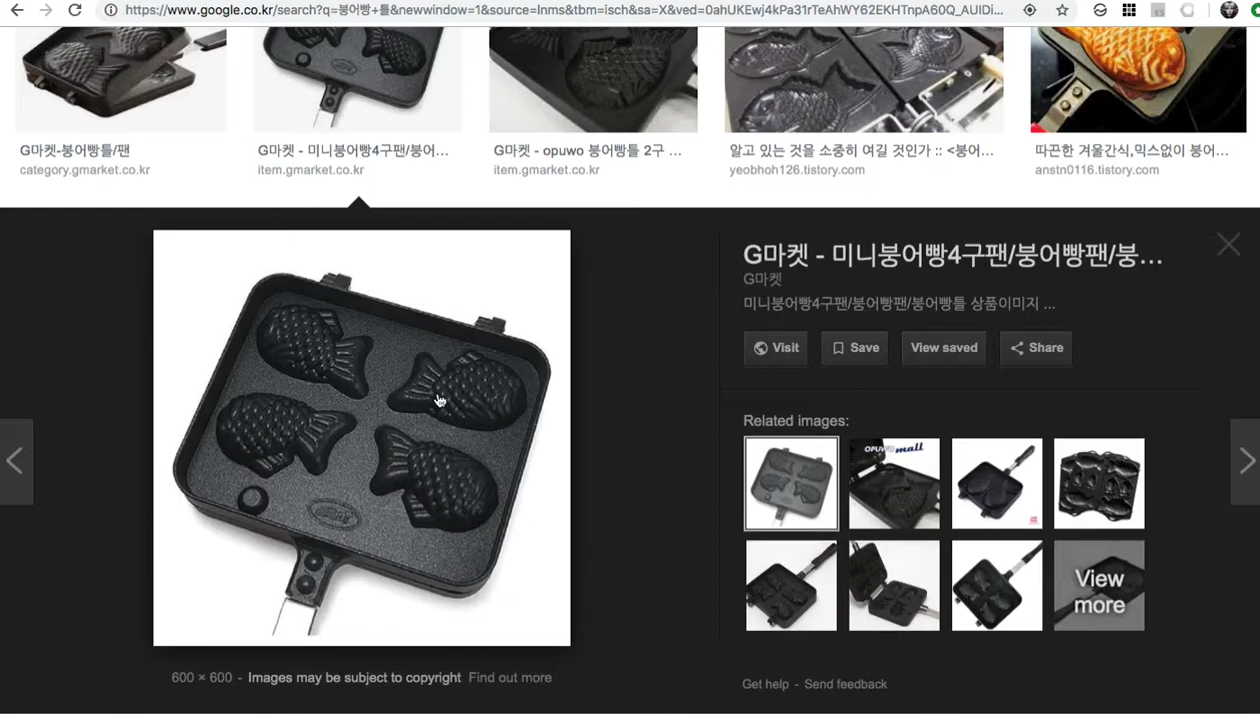 https://www.google.co.kr/search?q=붕어빵+틀&newwindow=1&source=lnms&tbm=isch&sa=X&ved=0ahUKEwj4kPa31rTeAhWY62EKHTnpA60Q_AUIDi...
G마켓-붕어빵틀/팬
category.gmarket.co.kr
G마켓 - 미니붕어빵4구팬/붕어...
item.gmarket.co.kr
G마켓 - opuwo 붕어빵틀 2구 ...
item.gmarket.co.kr
알고 있는 것을 소중히 여길 것인가 :: <붕어...
yeobhoh126.tistory.com
따끈한 겨울간식,믹스없이 붕어...
anstn0116.tistory.com
G마켓 - 미니붕어빵4구팬/붕어빵팬/붕...
G마켓
미니붕어빵4구팬/붕어빵팬/붕어빵틀 상품이미지 ...
Visit
Save
View saved
Share
Related images:
OPUWO mall
View
more
600 × 600 - Images may be subject to copyright Find out more
Get help - Send feedback